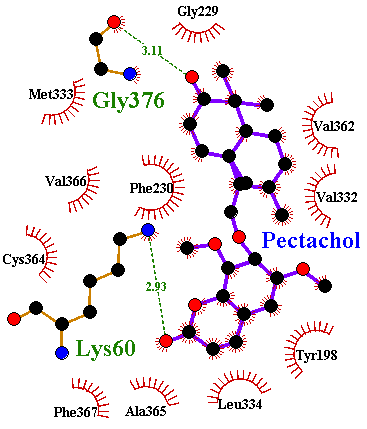 Gly229
3.11
Met333
Gly376
Val362
Val366
Phe230
Val332
Pectachol
Cys364
2.93
Lys60
Tyr198
Phe367
Ala365
Leu334